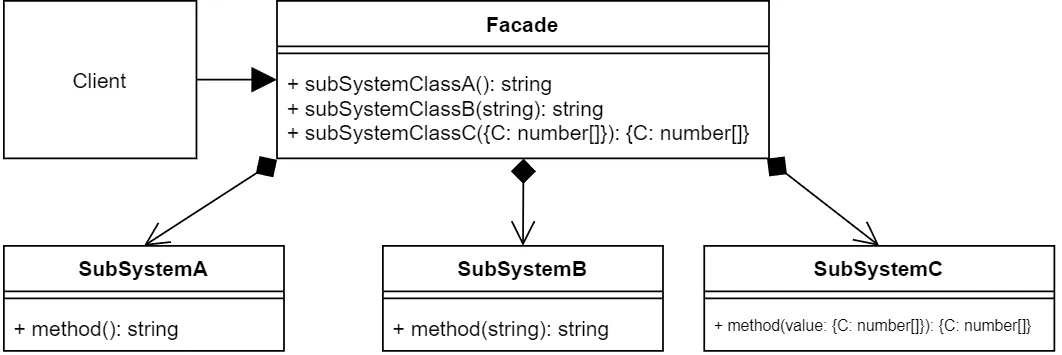 Client
Facade
+ subSystemClassA(): string
+ subSystemClassB(string): string
+ subSystemClassC({C: number[]}): {C: number[]}
SubSystemA
+ method(): string
SubSystemB
+ method(string): string
SubSystemC
+ method(value: {C: number[]}): {C: number[]}